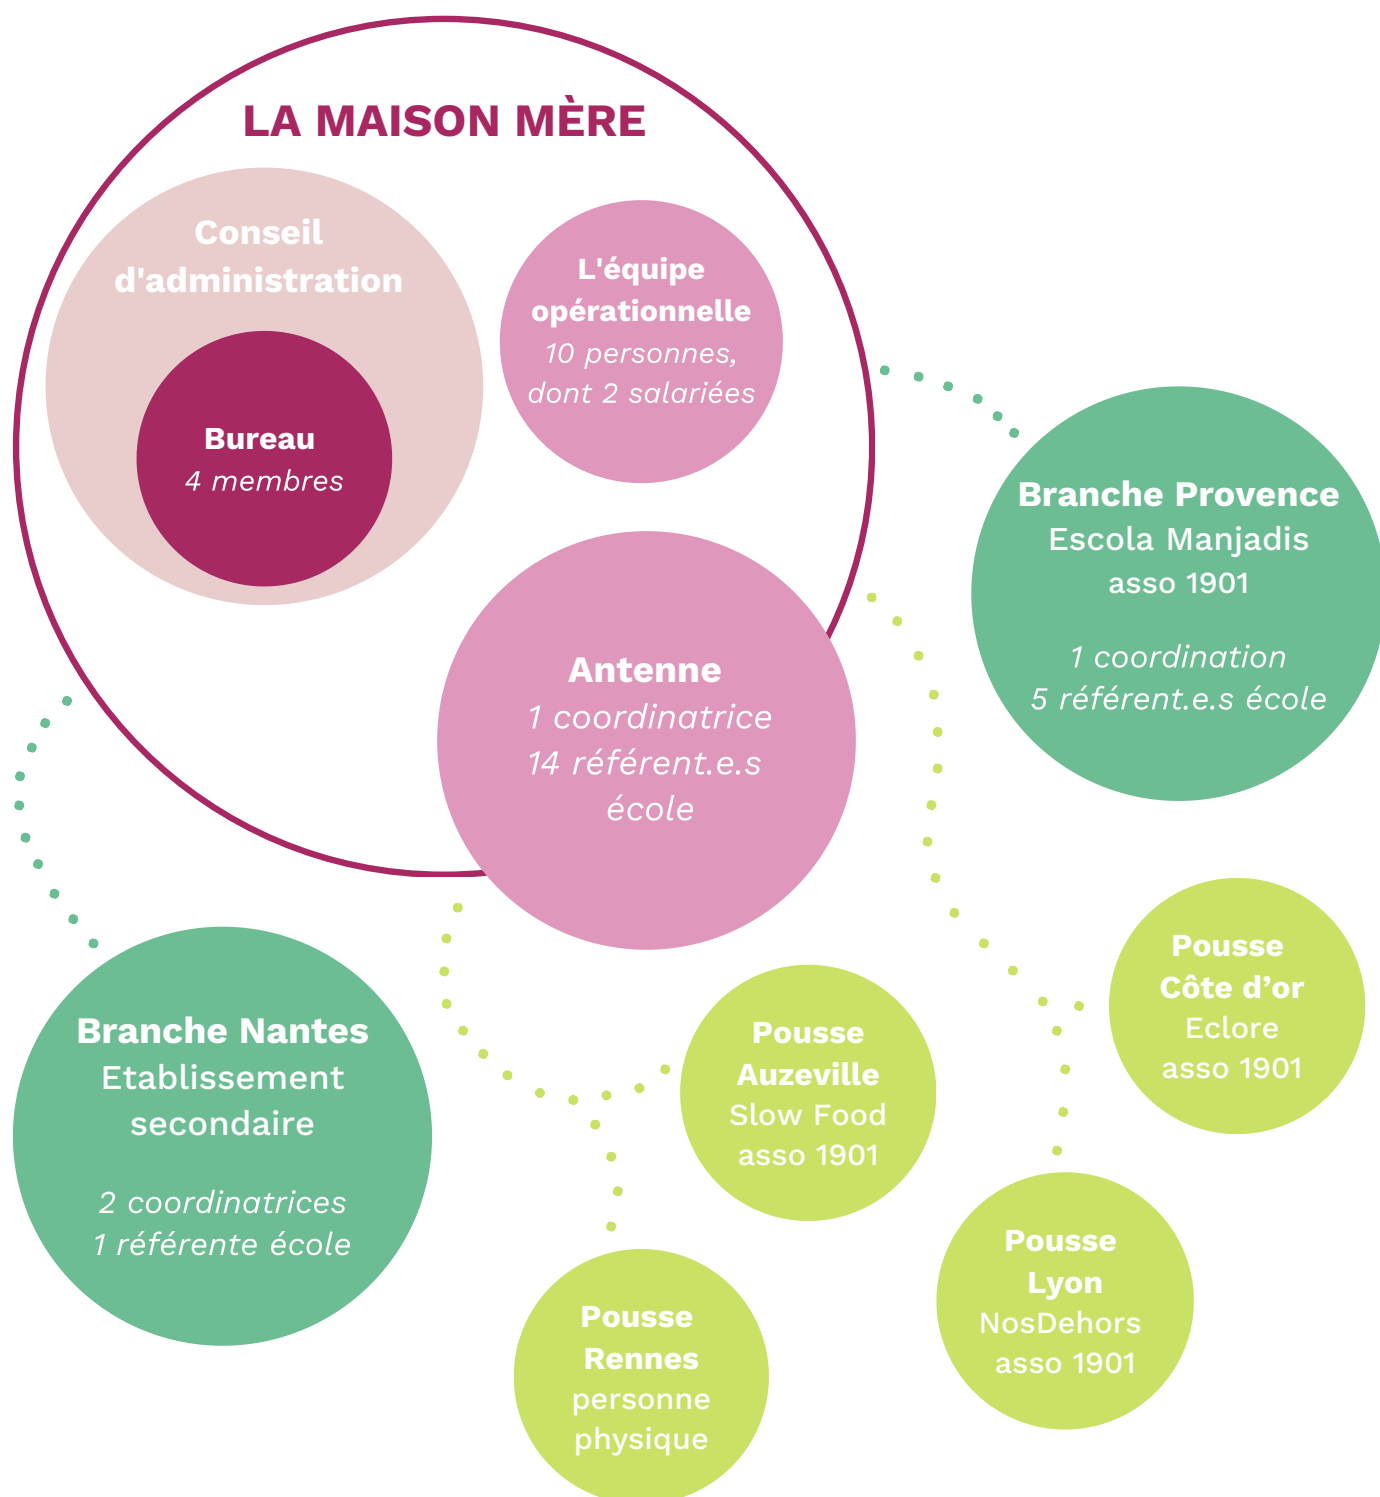 LA MAISON MÈRE
Conseil
d'administration
Bureau
4 membres
L'équipe
opérationnelle
10 personnes,
dont 2 salariées
Antenne
1 coordinatrice
14 référent.e.s
école
Branche Provence
Escola Manjadis
asso 1901
1 coordination
5 référent.e.s école
Branche Nantes
Etablissement
secondaire
2 coordinatrices
1 référente école
Pousse
Auzeville
Slow Food
asso 1901
Pousse
Côte d’or
Eclore
asso 1901
Pousse
Rennes
personne
physique
Pousse
Lyon
NosDehors
asso 1901